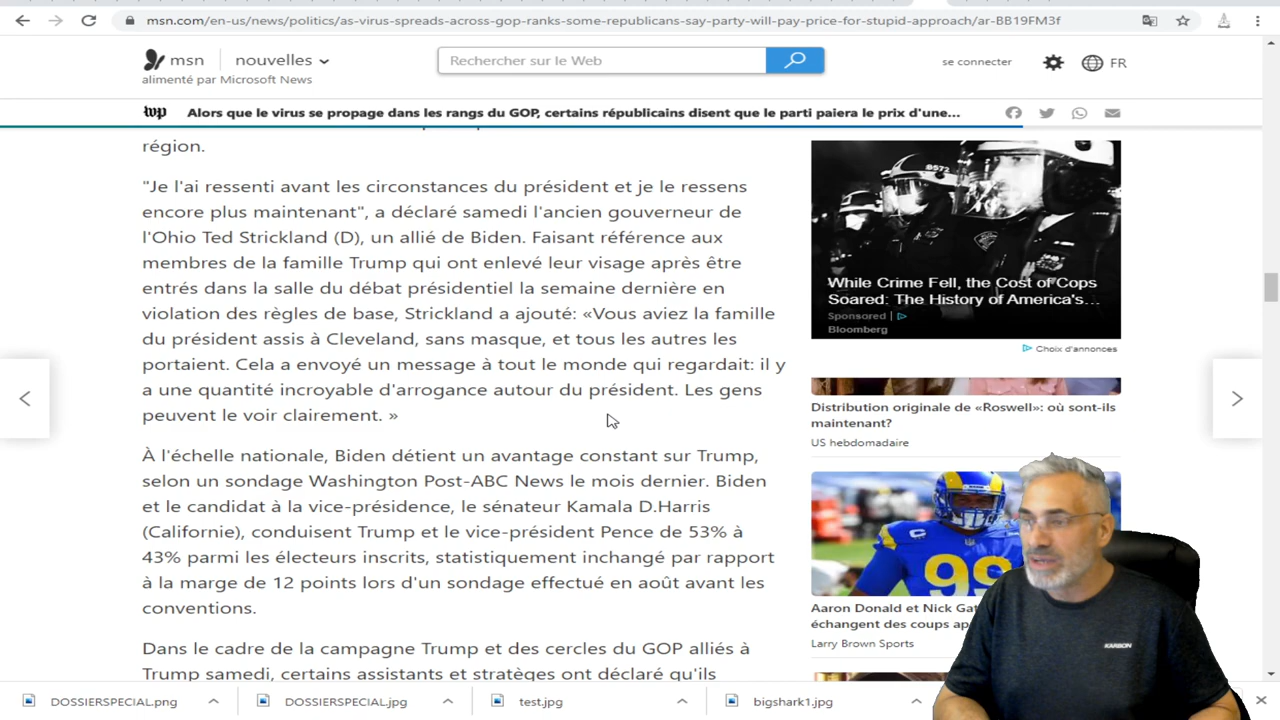 msn.com/en-us/news/politics/as-virus-spreads-across-gop-ranks-some-republicans-say-party-will-pay-price-for-stupid-approach/ar-BB19FM3f
msn
nouvelles
alimenté par Microsoft News
Rechercher sur le Web
se connecter
FR
wp
Alors que le virus se propage dans les rangs du GOP, certains républicains disent que le parti paiera le prix d'une...
région.
"Je l'ai ressenti avant les circonstances du président et je le ressens
encore plus maintenant", a déclaré samedi l'ancien gouverneur de
l'Ohio Ted Strickland (D), un allié de Biden. Faisant référence aux
membres de la famille Trump qui ont enlevé leur visage après être
entrés dans la salle du débat présidentiel la semaine dernière en
violation des règles de base, Strickland a ajouté: «Vous aviez la famille
du président assis à Cleveland, sans masque, et tous les autres les
portaient. Cela a envoyé un message à tout le monde qui regardait: il y
a une quantité incroyable d'arrogance autour du président. Les gens
peuvent le voir clairement. »
À l'échelle nationale, Biden détient un avantage constant sur Trump,
selon un sondage Washington Post-ABC News le mois dernier. Biden
et le candidat à la vice-présidence, le sénateur Kamala D.Harris
(Californie), conduisent Trump et le vice-président Pence de 53% à
43% parmi les électeurs inscrits, statistiquement inchangé par rapport
à la marge de 12 points lors d'un sondage effectué en août avant les
conventions.
Dans le cadre de la campagne Trump et des cercles du GOP alliés à
Trump samedi, certains assistants et stratèges ont déclaré qu'ils
B572
While Crime Fell, the Cost of Cops
Soared: The History of America's...
Sponsored
Bloomberg
Choix d'annonces
Distribution originale de «Roswell»: où sont-ils
maintenant?
US hebdomadaire
C
99
Aaron Donald et Nick
échangent des coups
Larry Brown Sports
KARBON
DOSSIERSPECIAL.png
DOSSIERSPECIAL.jpg
test.jpg
bigshark1.jpg